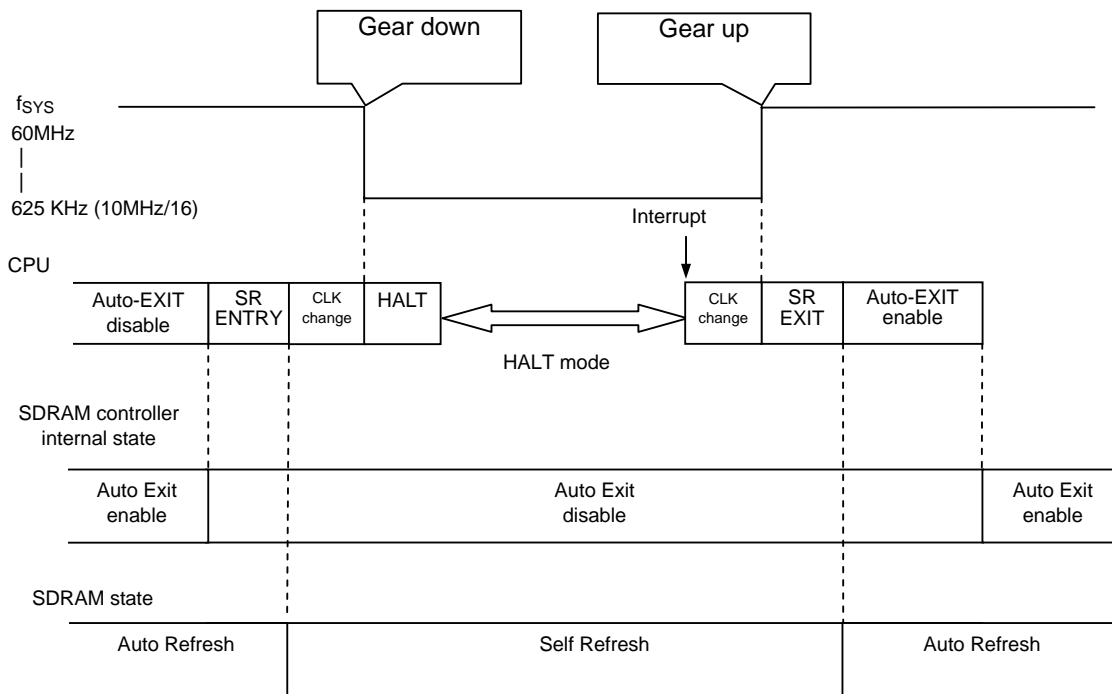 Gear down
Gear up
fSYS
60MHz
|
|
625 KHz (10MHz/16)
Interrupt
CPU
Auto-EXIT
disable
SR
ENTRY
CLK
change
HALT
CLK
change
SR
EXIT
Auto-EXIT
enable
HALT mode
SDRAM controller
internal state
Auto Exit
enable
Auto Exit
disable
Auto Exit
enable
SDRAM state
Auto Refresh
Self Refresh
Auto Refresh